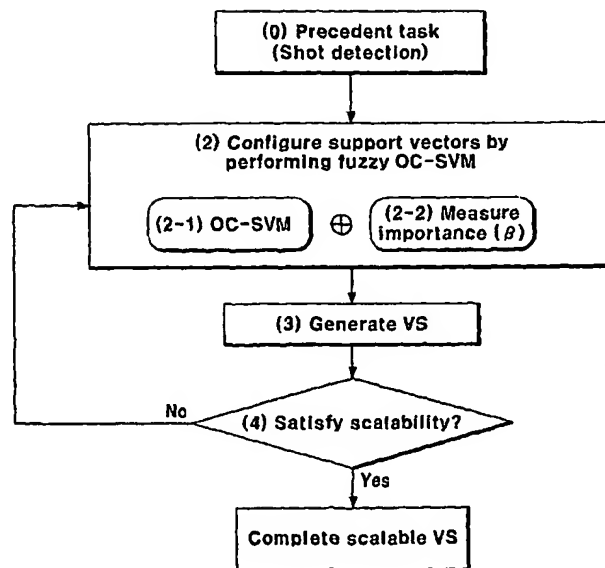 (0) Precedent task
(Shot detection)
(2) Configure support vectors by
performing fuzzy OC-SVM
(2-1) OC-SVM
⊕
(2-2) Measure
importance (β)
(3) Generate VS
No
(4) Satisfy scalability?
Yes
Complete scalable VS